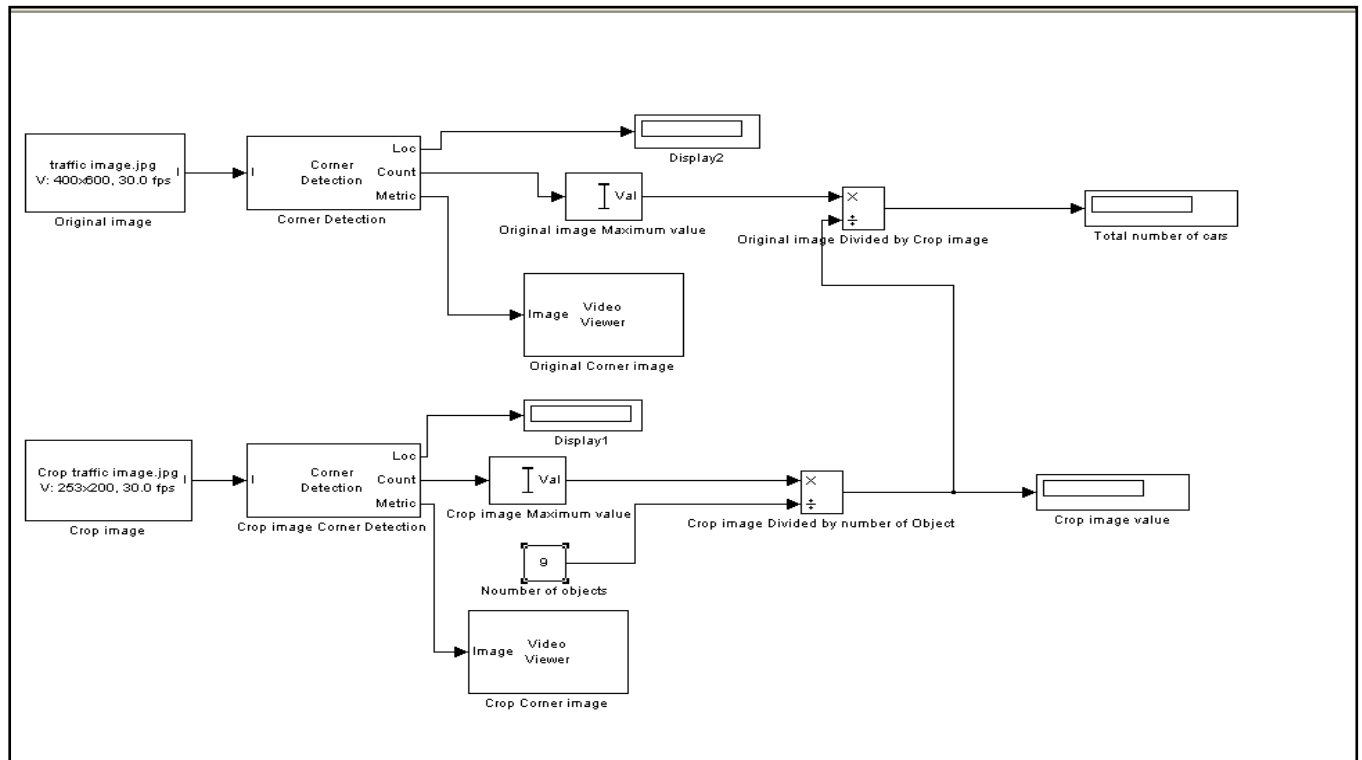 traffic image.jpg
V: 400x600, 30.0 fps
I
Original image
I
Corner
Detection
Loc
Count
Metric
Corner Detection
Display2
Val
Original image Maximum value
×
÷
Original image Divided by Crop image
Total number of cars
Image
Video
Viewer
Original Corner image
Display1
Crop traffic image.jpg
V: 253x200, 30.0 fps
I
Crop image
I
Corner
Detection
Loc
Count
Metric
Crop image Corner Detection
Val
Crop image Maximum value
×
÷
Crop image Divided by number of Object
Crop image value
9
Noumber of objects
Image
Video
Viewer
Crop Corner image